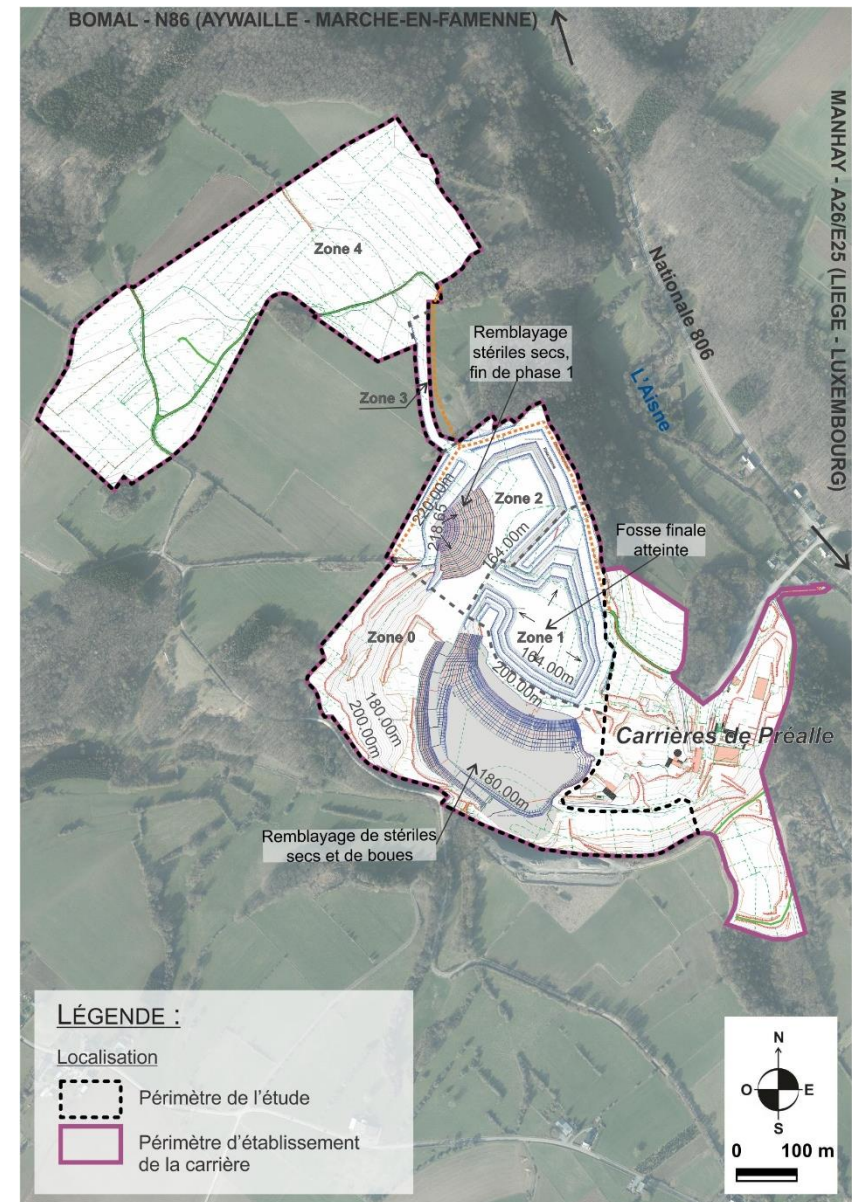 BOMAL - N86 (AYWAILLE - MARCHE-EN-FAMENNE)
MANHAY - A26/E25 (LIEGE - LUXEMBOURG)
Nationale 806
L'Aisne
Zone 4
Remblayage
stériles secs,
fin de phase 1
Zone 3
Zone 2
220.00m
218.65
164.00m
Fosse finale
atteinte
Zone 0
Zone 1
164.00m
200.00m
180.00m
200.00m
Carrières de Préalle
180.00m
Remblayage de stériles
secs et de boues
LÉGENDE :
Localisation
Périmètre de l'étude
Périmètre d'établissement
de la carrière
N
O
E
S
0 100 m